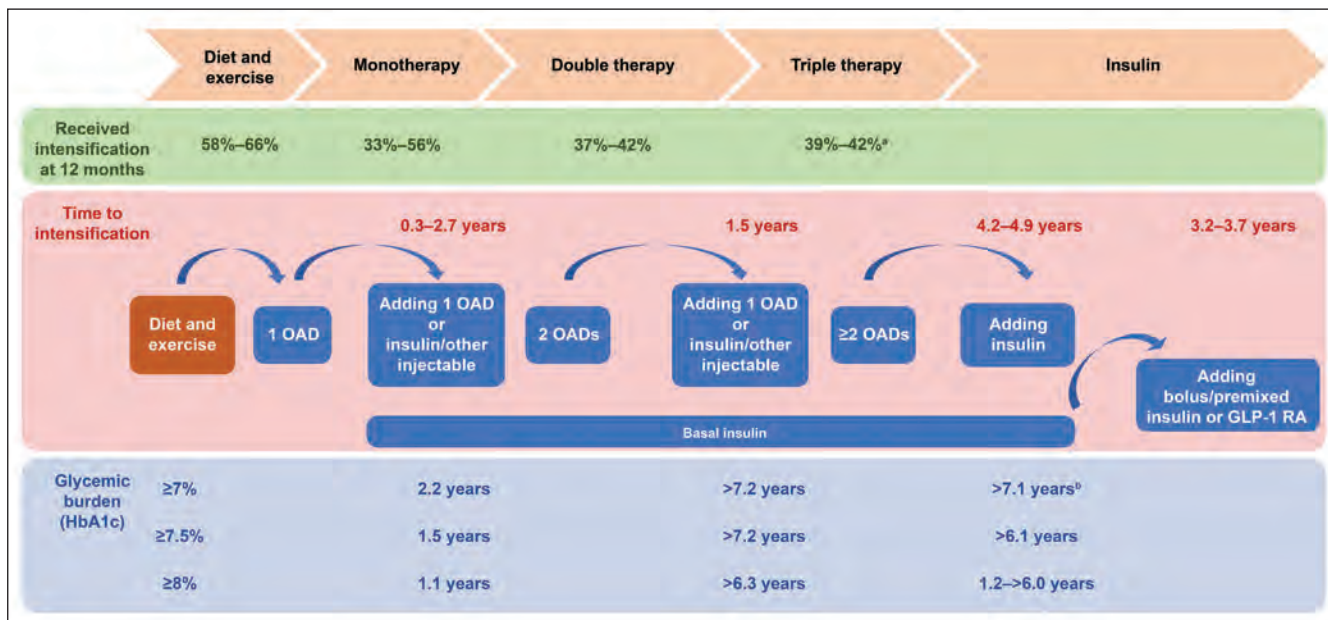 Diet and
exercise
Monotherapy
Double therapy
Triple therapy
Insulin
Received
intensification
at 12 months
58%–66%
33%–56%
37%–42%
39%–42%ᵃ
Time to
intensification
0.3–2.7 years
1.5 years
4.2–4.9 years
3.2–3.7 years
Diet and
exercise
1 OAD
Adding 1 OAD
or
insulin/other
injectable
2 OADs
Adding 1 OAD
or
insulin/other
injectable
≥2 OADs
Adding
insulin
Adding
bolus/premixed
insulin or GLP-1 RA
Basal insulin
Glycemic
burden
(HbA1c)
≥7% 2.2 years >7.2 years >7.1 yearsᵇ
≥7.5% 1.5 years >7.2 years >6.1 years
≥8% 1.1 years >6.3 years 1.2–>6.0 years